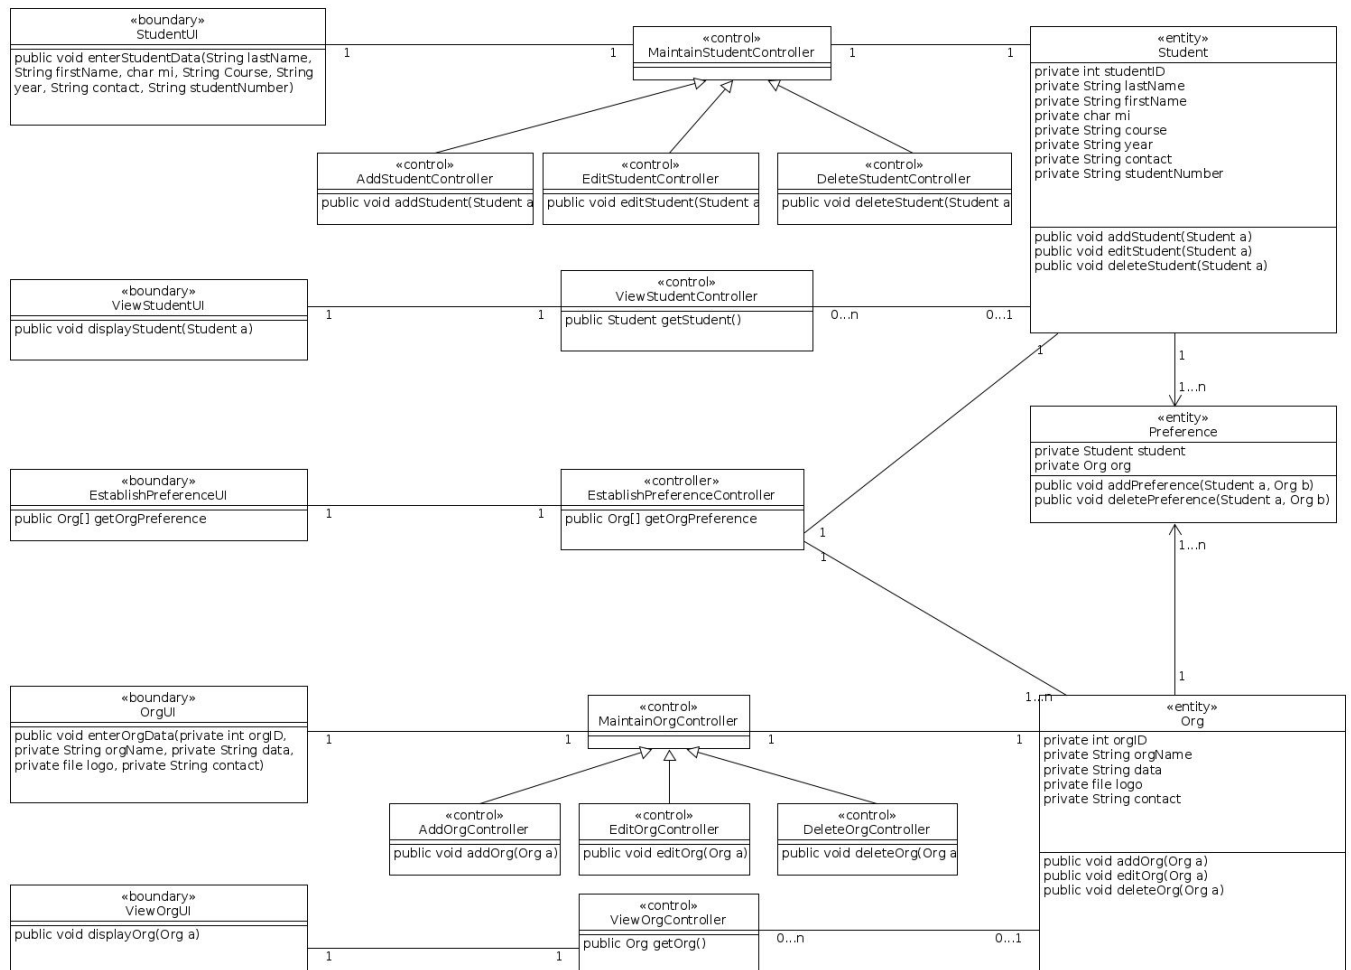 «boundary»
StudentUI
public void enterStudentData(String lastName,
String firstName, char mi, String Course, String
year, String contact, String studentNumber)
1
1
«control»
MaintainStudentController
1
1
«entity»
Student
private int studentID
private String lastName
private String firstName
private char mi
private String course
private String year
private String contact
private String studentNumber
public void addStudent(Student a)
public void editStudent(Student a)
public void deleteStudent(Student a)
«control»
AddStudentController
public void addStudent(Student a
«control»
EditStudentController
public void editStudent(Student a
«control»
DeleteStudentController
public void deleteStudent(Student a
«boundary»
ViewStudentUI
public void displayStudent(Student a)
1
1
«control»
ViewStudentController
public Student getStudent()
0...n
0...1
1
1
1...n
«entity»
Preference
private Student student
private Org org
public void addPreference(Student a, Org b)
public void deletePreference(Student a, Org b)
«boundary»
EstablishPreferenceUI
public Org[] getOrgPreference
1
1
«controller»
EstablishPreferenceController
public Org[] getOrgPreference
1
1
1...n
1
1...n
«boundary»
OrgUI
public void enterOrgData(private int orgID,
private String orgName, private String data,
private file logo, private String contact)
1
1
«control»
MaintainOrgController
1
1
«entity»
Org
private int orgID
private String orgName
private String data
private file logo
private String contact
public void addOrg(Org a)
public void editOrg(Org a)
public void deleteOrg(Org a)
«control»
AddOrgController
public void addOrg(Org a)
«control»
EditOrgController
public void editOrg(Org a)
«control»
DeleteOrgController
public void deleteOrg(Org a
«boundary»
ViewOrgUI
public void displayOrg(Org a)
1
1
«control»
ViewOrgController
public Org getOrg()
0...n
0...1